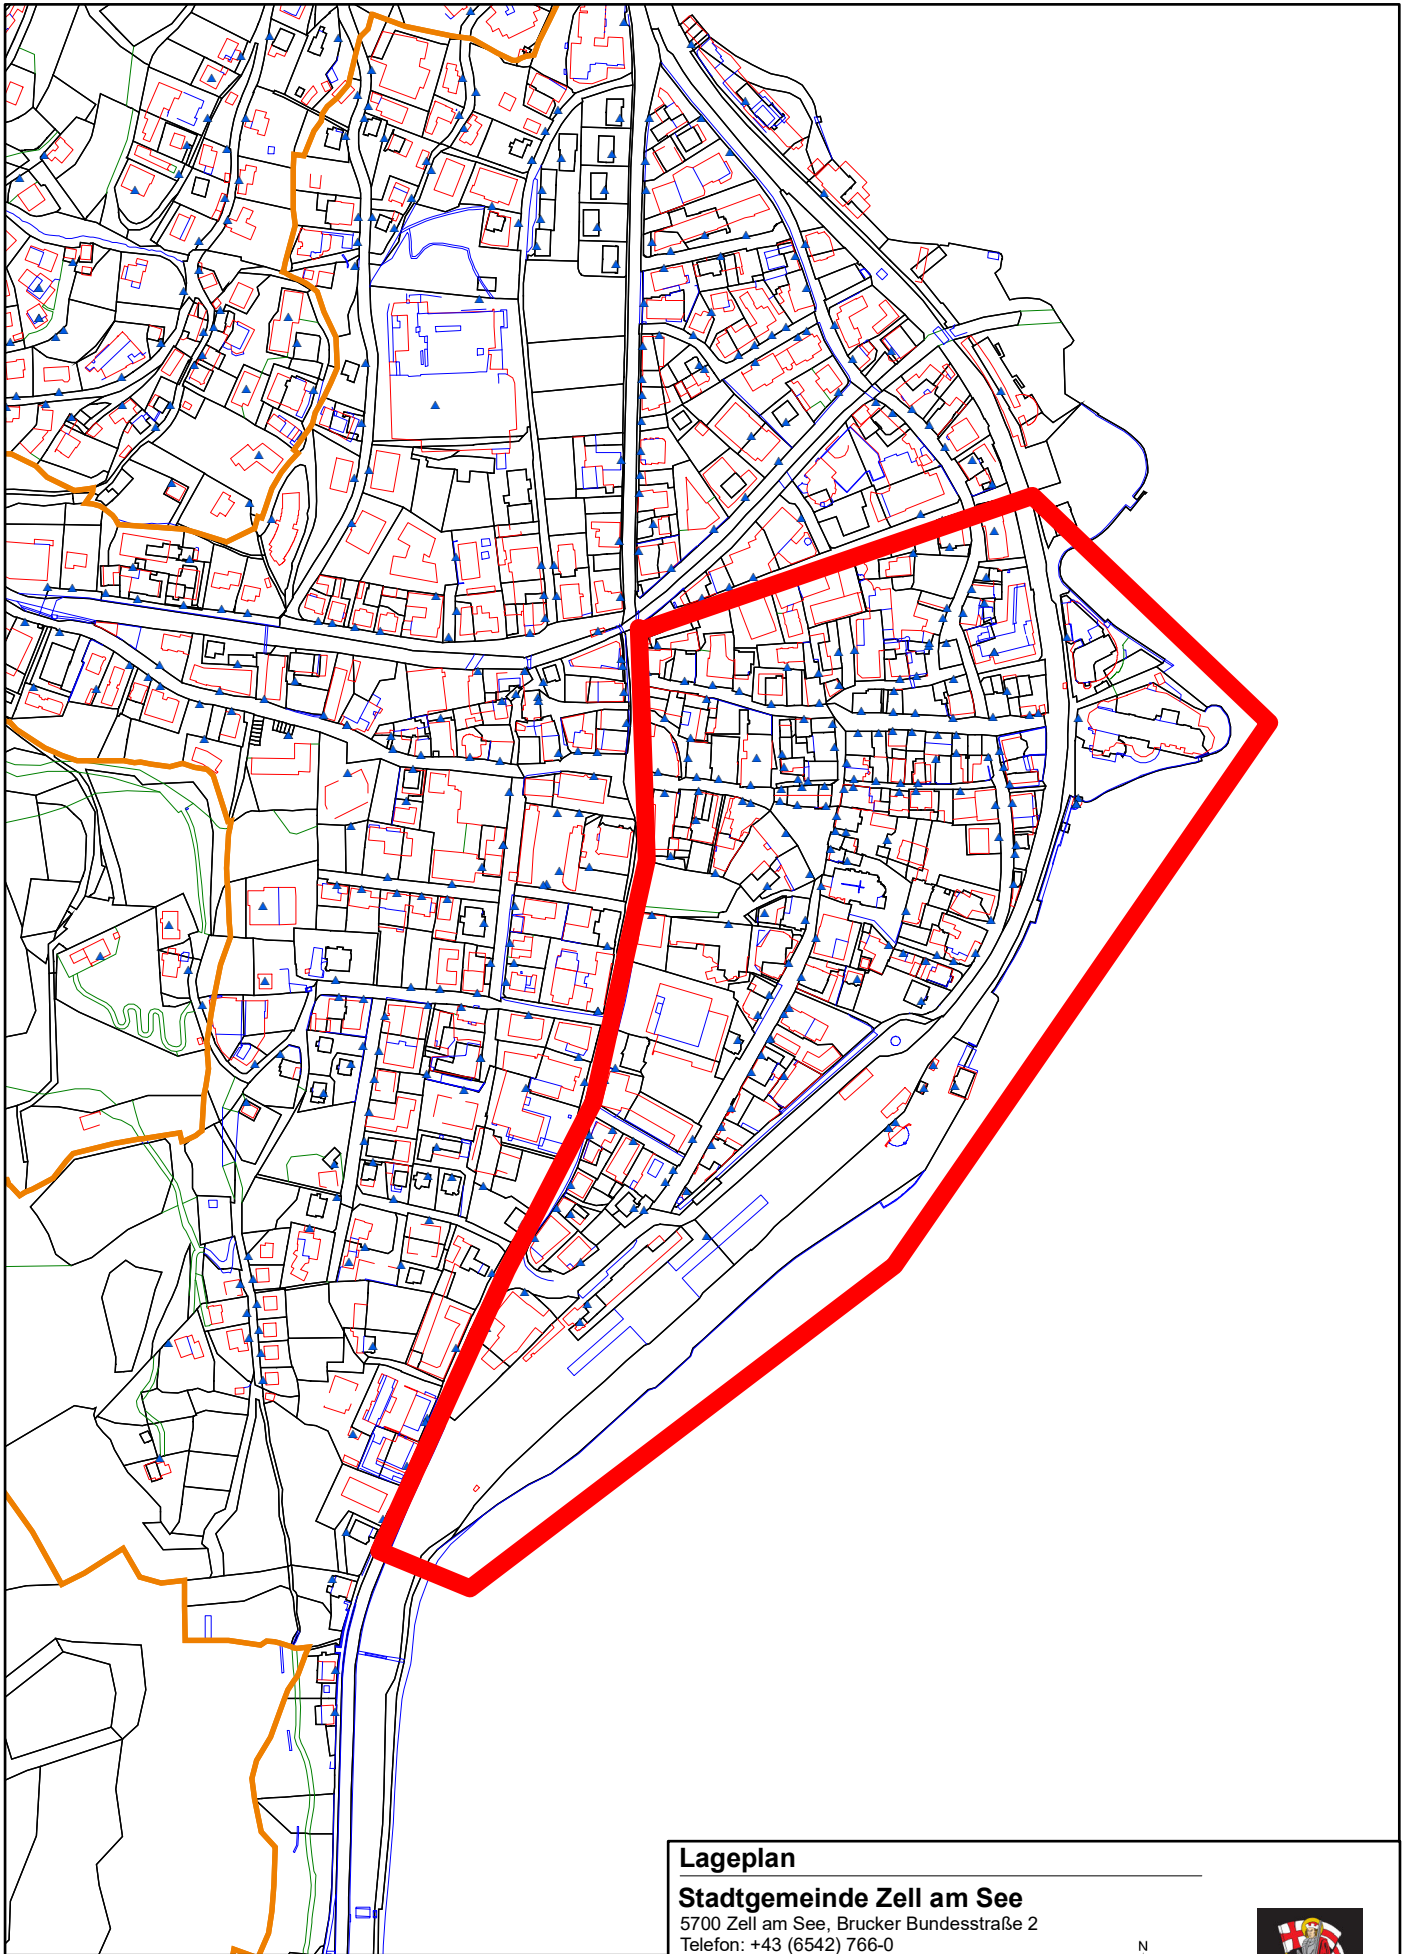 Lageplan
Stadtgemeinde Zell am See
5700 Zell am See, Brucker Bundesstraße 2
Telefon: +43 (6542) 766-0
N